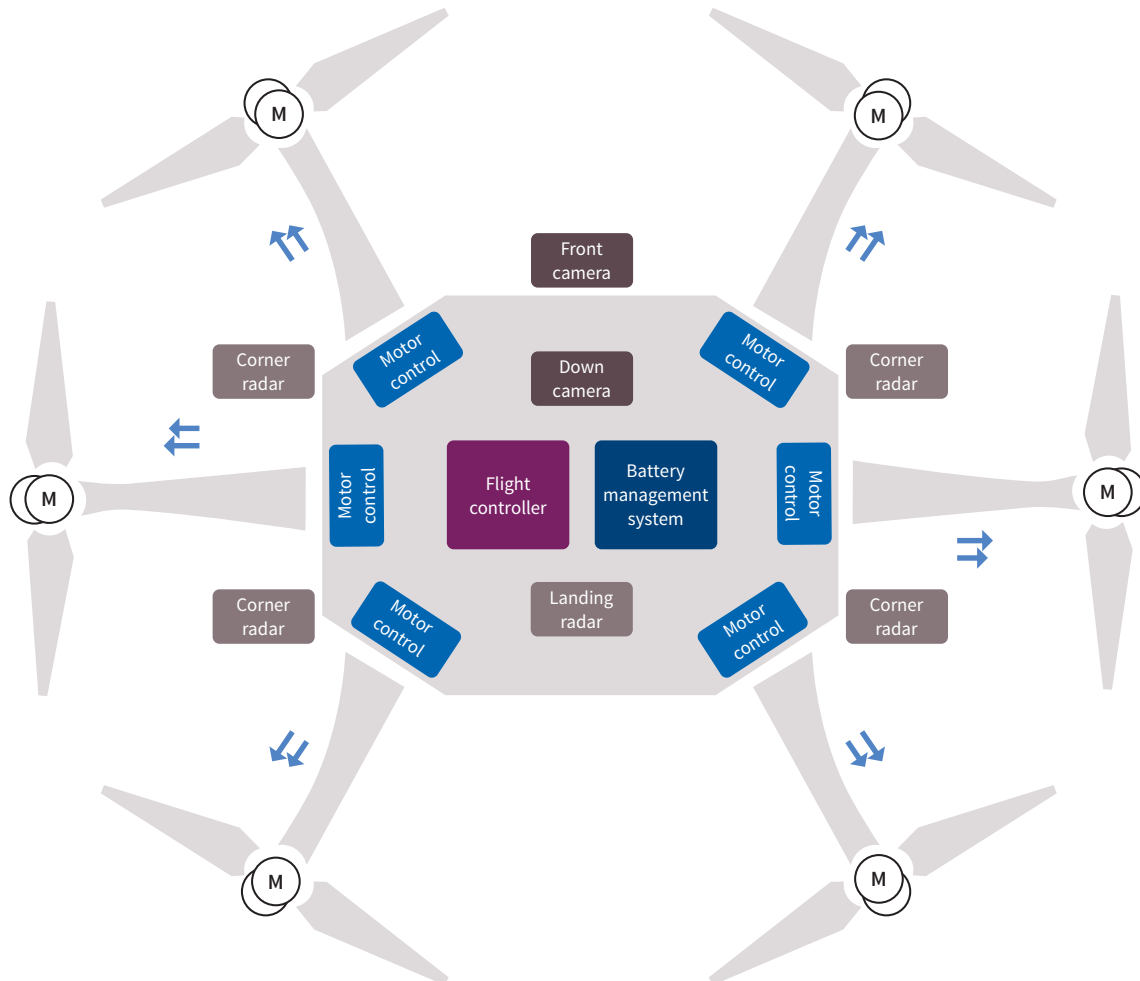 M
M
Front
camera
Motor
control
Motor
control
Corner
radar
Down
camera
Corner
radar
M
Motor
control
Flight
controller
Battery
management
system
Motor
control
M
Corner
radar
Motor
control
Landing
radar
Motor
control
Corner
radar
M
M